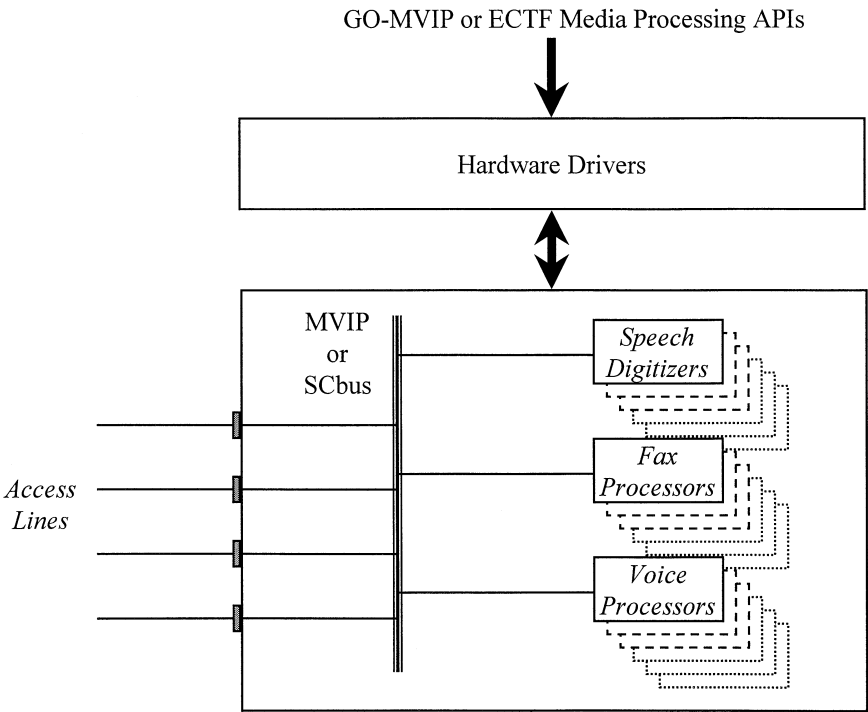 GO-MVIP or ECTF Media Processing APIs
Hardware Drivers
MVIP
or
SCbus
Speech
Digitizers
Fax
Processors
Voice
Processors
Access
Lines